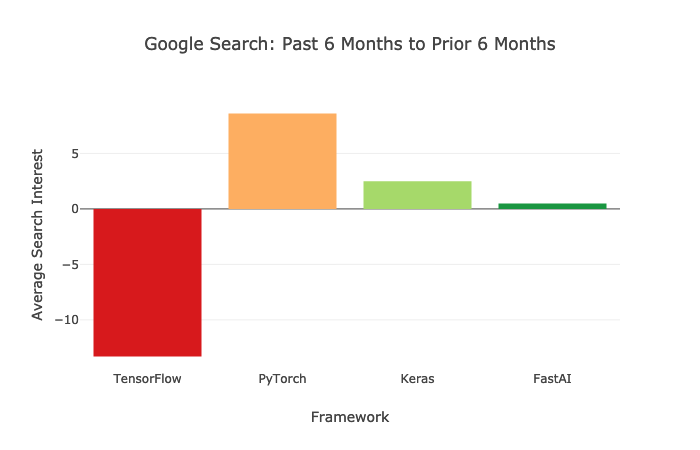 Google Search: Past 6 Months to Prior 6 Months
Average Search Interest
5
0
−5
−10
TensorFlow
PyTorch
Keras
FastAI
Framework